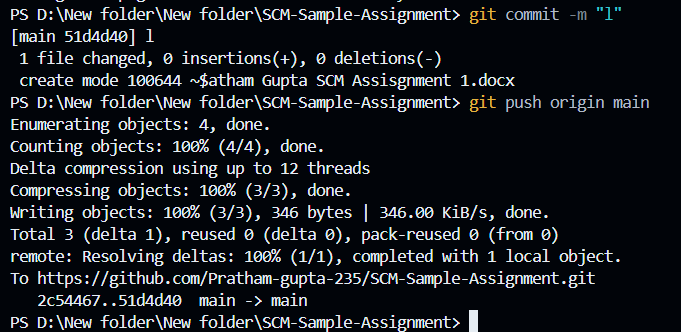 PS D:\New folder\New folder\SCM-Sample-Assignment> git commit -m "l"
[main 51d4d40] l
 1 file changed, 0 insertions(+), 0 deletions(-)
 create mode 100644 ~$atham Gupta SCM Assisgnment 1.docx
PS D:\New folder\New folder\SCM-Sample-Assignment> git push origin main
Enumerating objects: 4, done.
Counting objects: 100% (4/4), done.
Delta compression using up to 12 threads
Compressing objects: 100% (3/3), done.
Writing objects: 100% (3/3), 346 bytes | 346.00 KiB/s, done.
Total 3 (delta 1), reused 0 (delta 0), pack-reused 0 (from 0)
remote: Resolving deltas: 100% (1/1), completed with 1 local object.
To https://github.com/Pratham-gupta-235/SCM-Sample-Assignment.git
   2c54467..51d4d40  main -> main
PS D:\New folder\New folder\SCM-Sample-Assignment>